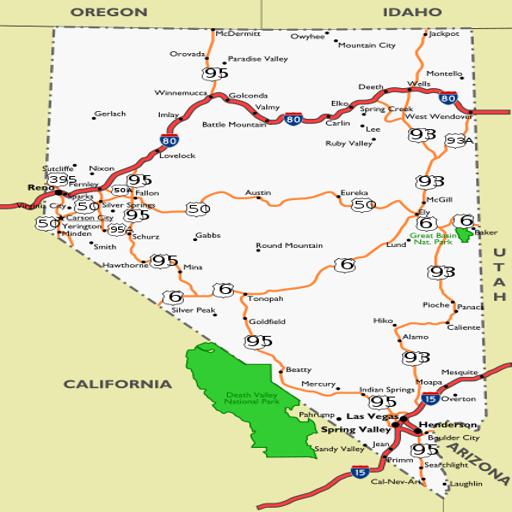 OREGON
IDAHO
McDermitt
Owyhee
Jackpot
Mountain City
Orovada
Paradise Valley
95
Montello
Winnemucca
Golconda
Deeth
Wells
80
Elko
Valmy
Spring Creek
Imlay
Battle Mountain
80
Carlin
West Wendover
Gerlach
Lee
93
93A
80
Ruby Valley
Lovelock
Sutcliffe
Nixon
395
Fernley
95
93
Reno
Sparks
50A
Fallon
Austin
Eureka
McGill
Virginia City
50
Silver Springs
50
50
Ely
Carson City
95
6
6
50
Yerington
95A
Baker
Minden
Schurz
Gabbs
Great Basin
Nat. Park
Smith
Round Mountain
Lund
Hawthorne
95
Mina
6
93
UTAH
6
6
Tonopah
Pioche
Panaca
Silver Peak
Goldfield
Hiko
Caliente
95
Alamo
93
Beatty
Mesquite
CALIFORNIA
Mercury
Indian Springs
Moapa
Death Valley
National Park
95
15
Overton
Pahrump
Las Vegas
Henderson
Spring Valley
Boulder City
Sandy Valley
Jean
95
ARIZONA
Primm
Searchlight
15
Cal-Nev-Ari
Laughlin